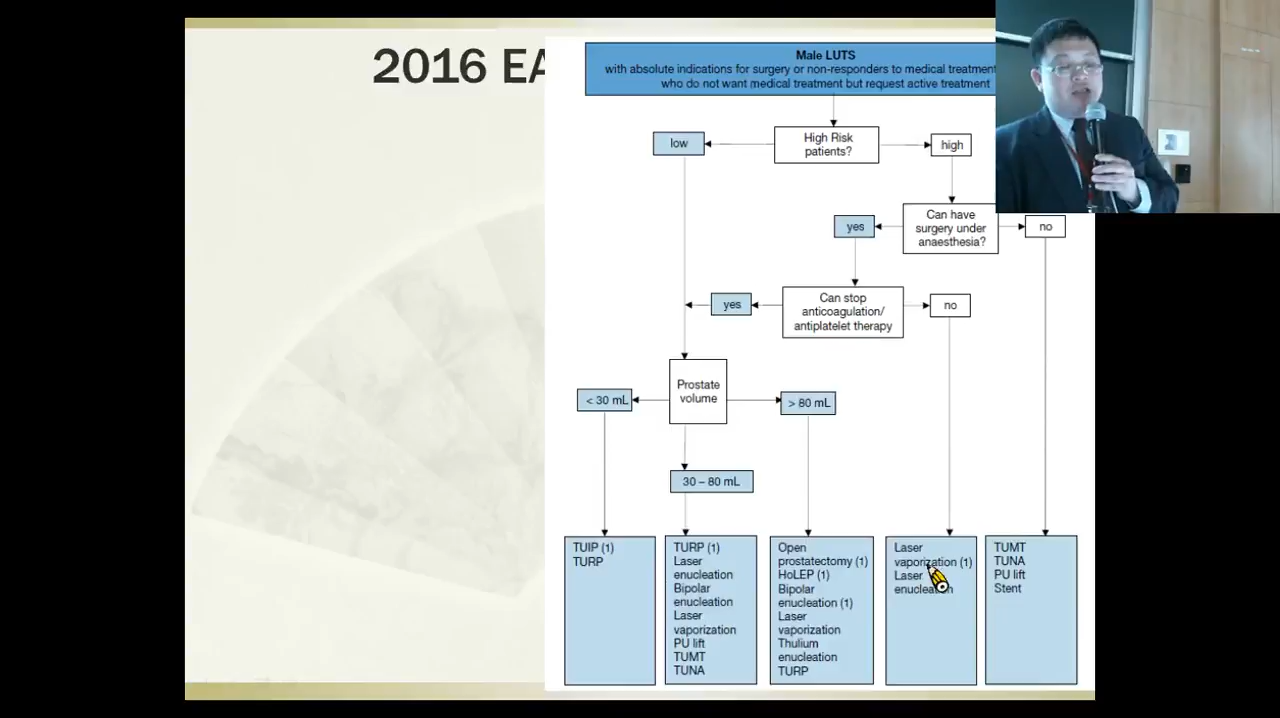 2016 EA
Male LUTS
with absolute indications for surgery or non-responders to medical treatment
who do not want medical treatment but request active treatment
low
High Risk
patients?
high
Can have
surgery under
anaesthesia?
yes
no
Can stop
anticoagulation/
antiplatelet therapy
yes
no
Prostate
volume
< 30 mL
> 80 mL
30 – 80 mL
TUIP (1)
TURP
TURP (1)
Laser
enucleation
Bipolar
enucleation
Laser
vaporization
PU lift
TUMT
TUNA
Open
prostatectomy (1)
HoLEP (1)
Bipolar
enucleation (1)
Laser
vaporization
Thulium
enucleation
TURP
Laser
vaporization (1)
Laser
enucleation
TUMT
TUNA
PU lift
Stent